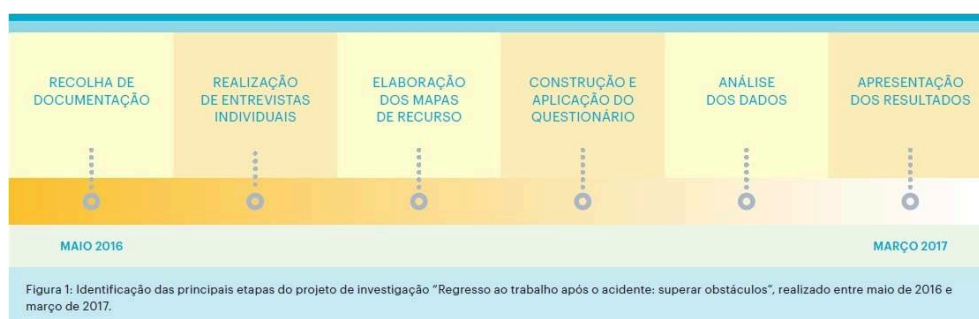 RECOLHA DE
DOCUMENTAÇÃO
REALIZAÇÃO
DE ENTREVISTAS
INDIVIDUAIS
ELABORAÇÃO
DOS MAPAS
DE RECURSO
CONSTRUÇÃO E
APLICAÇÃO DO
QUESTIONÁRIO
ANÁLISE
DOS DADOS
APRESENTAÇÃO
DOS RESULTADOS
MAIO 2016
MARÇO 2017
Figura 1: Identificação das principais etapas do projeto de investigação “Regresso ao trabalho após o acidente: superar obstáculos”, realizado entre maio de 2016 e
março de 2017.